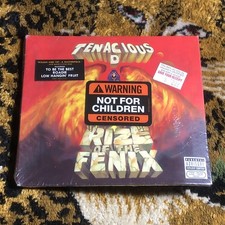 TENACIOUS
D
TO BE THE BEST
ROADIE
LOW HANGIN' FRUIT
WARNING
NOT FOR
CHILDREN
CENSORED
RIZE
OF THE
FENIX